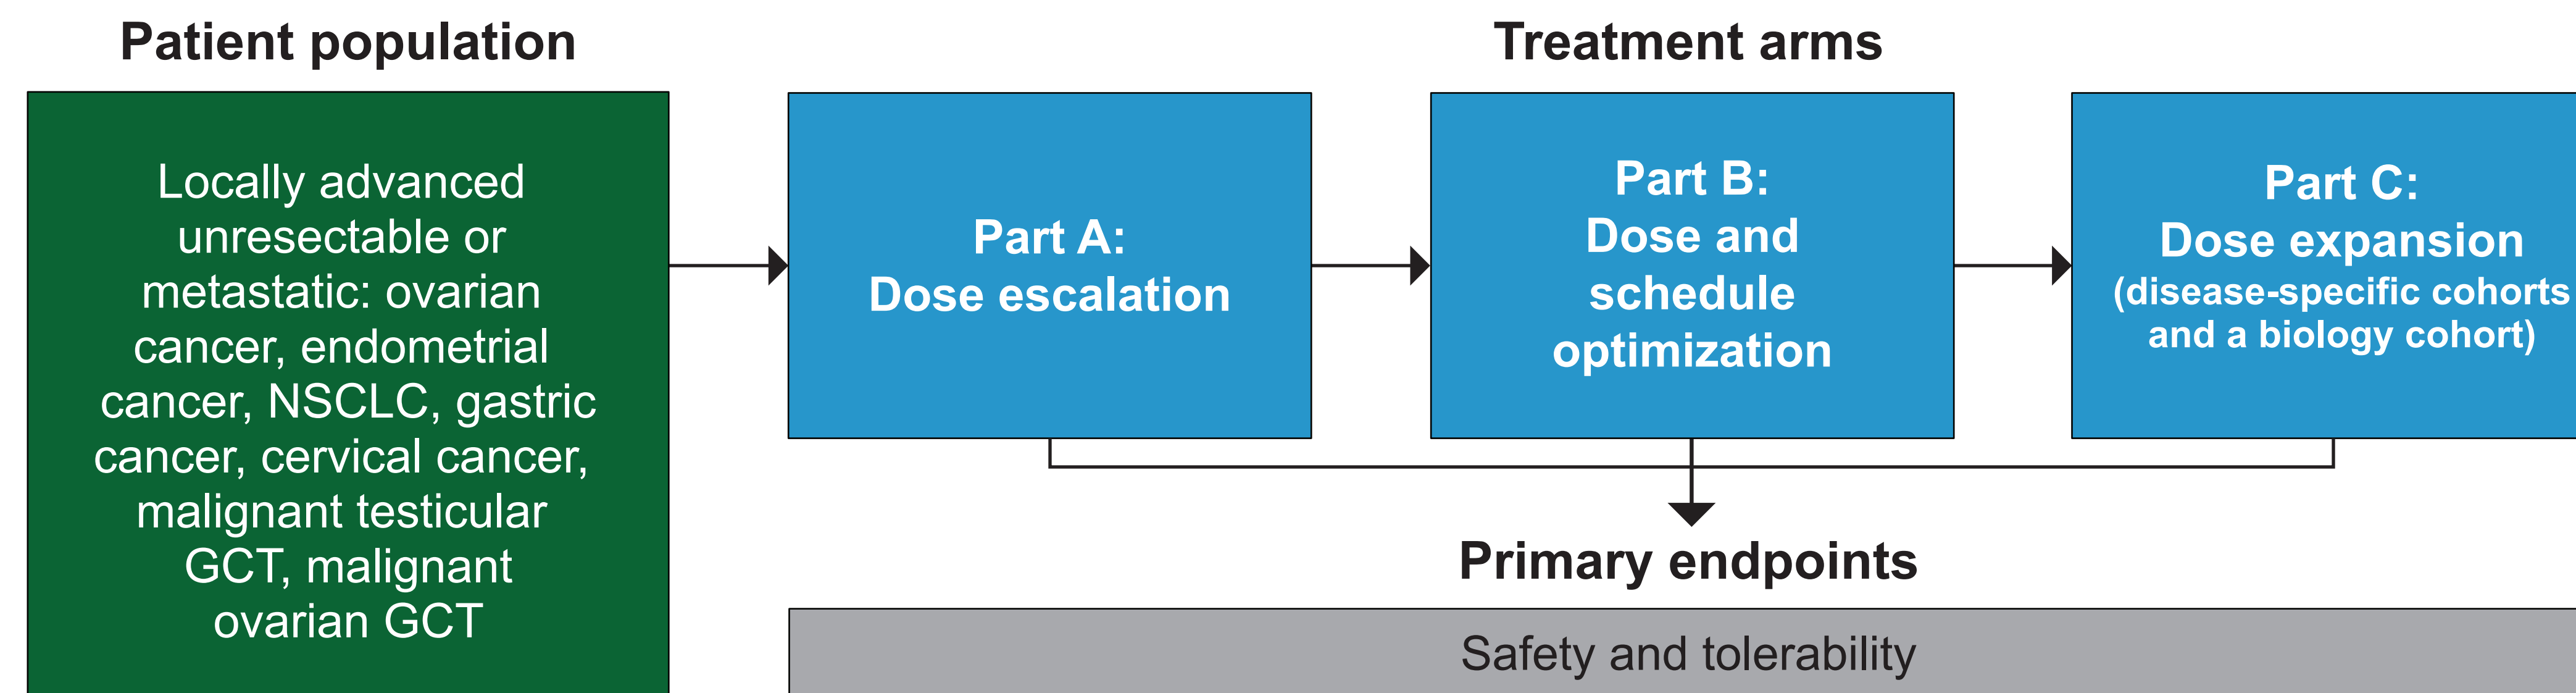 Patient population
Locally advanced
unresectable or
metastatic: ovarian
cancer, endometrial
cancer, NSCLC, gastric
cancer, cervical cancer,
malignant testicular
GCT, malignant
ovarian GCT
Treatment arms
Part A:
Dose escalation
Part B:
Dose and
schedule
optimization
Part C:
Dose expansion
(disease-specific cohorts
and a biology cohort)
Primary endpoints
Safety and tolerability